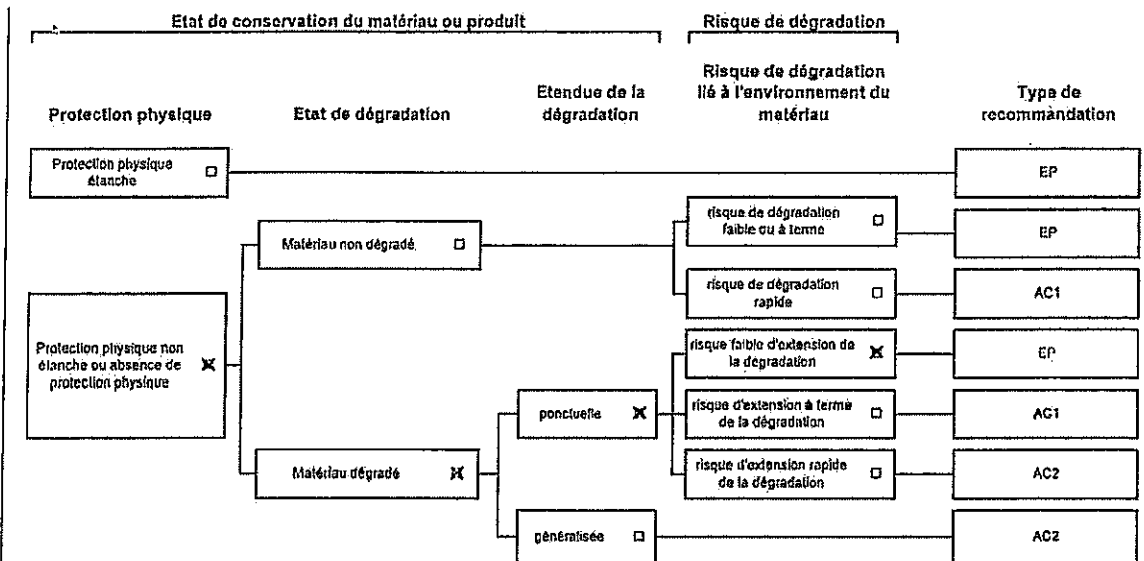 Etat de conservation du matériau ou produit
Risque de dégradation
Protection physique
Etat de dégradation
Etendue de la
dégradation
Risque de dégradation
lié à l'environnement du
matériau
Type de
recommandation
Protection physique
étanche
EP
Matériau non dégradé
risque de dégradation
faible ou à terme
EP
risque de dégradation
rapide
AC1
Protection physique non
étanche ou absence de
protection physique
risque faible d'extension de
la dégradation
EP
ponctuelle
risque d'extension à terme
de la dégradation
AC1
Matériau dégradé
risque d'extension rapide
de la dégradation
AC2
généralisée
AC2